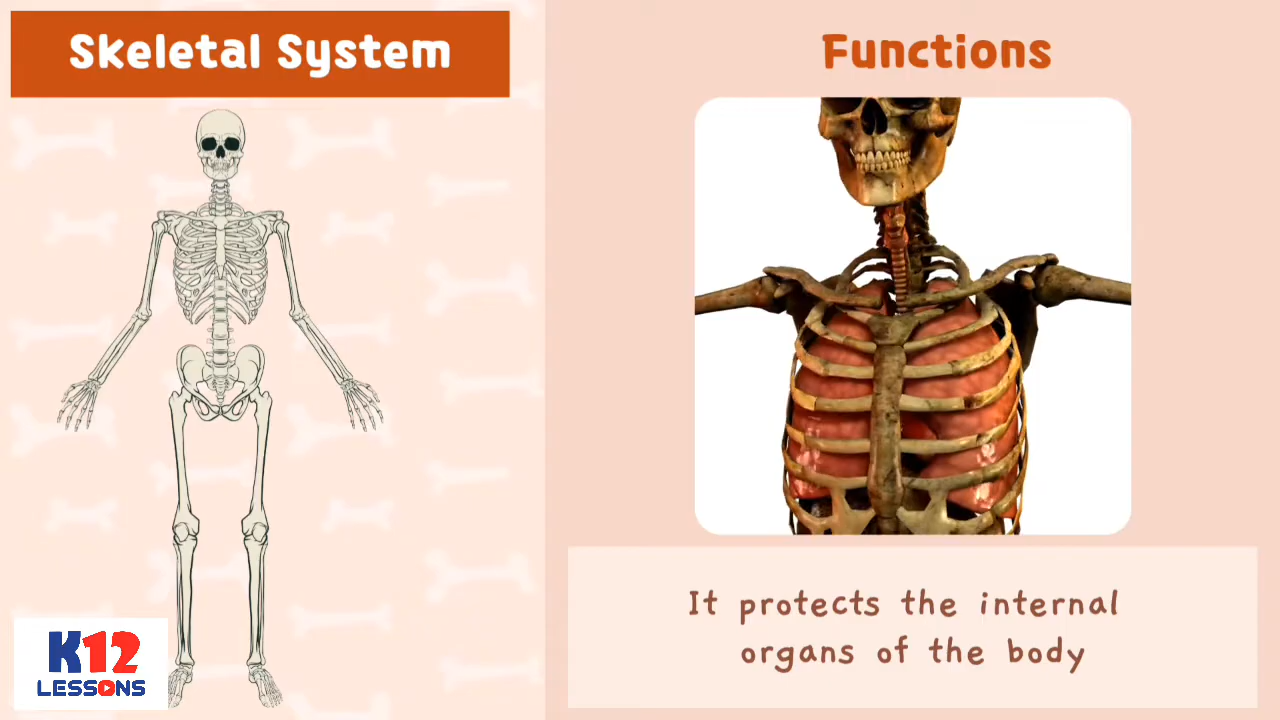 Skeletal System
Functions
It protects the internal
organs of the body
K12
LESSONS